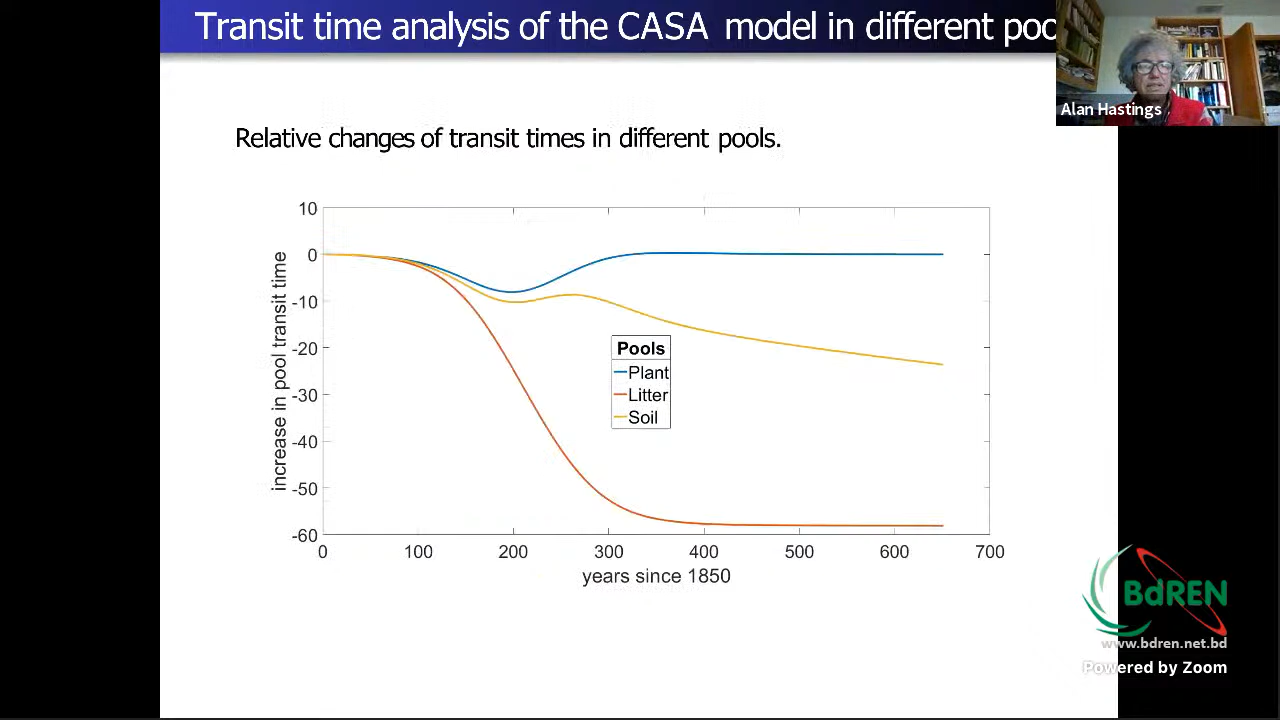 Transit time analysis of the CASA model in different poo
Alan Hastings
Relative changes of transit times in different pools.
increase in pool transit time
10
0
-10
-20
-30
-40
-50
-60
Pools
Plant
Litter
Soil
0 100 200 300 400 500 600 700
years since 1850
BdREN
www.bdren.net.bd
Powered by Zoom